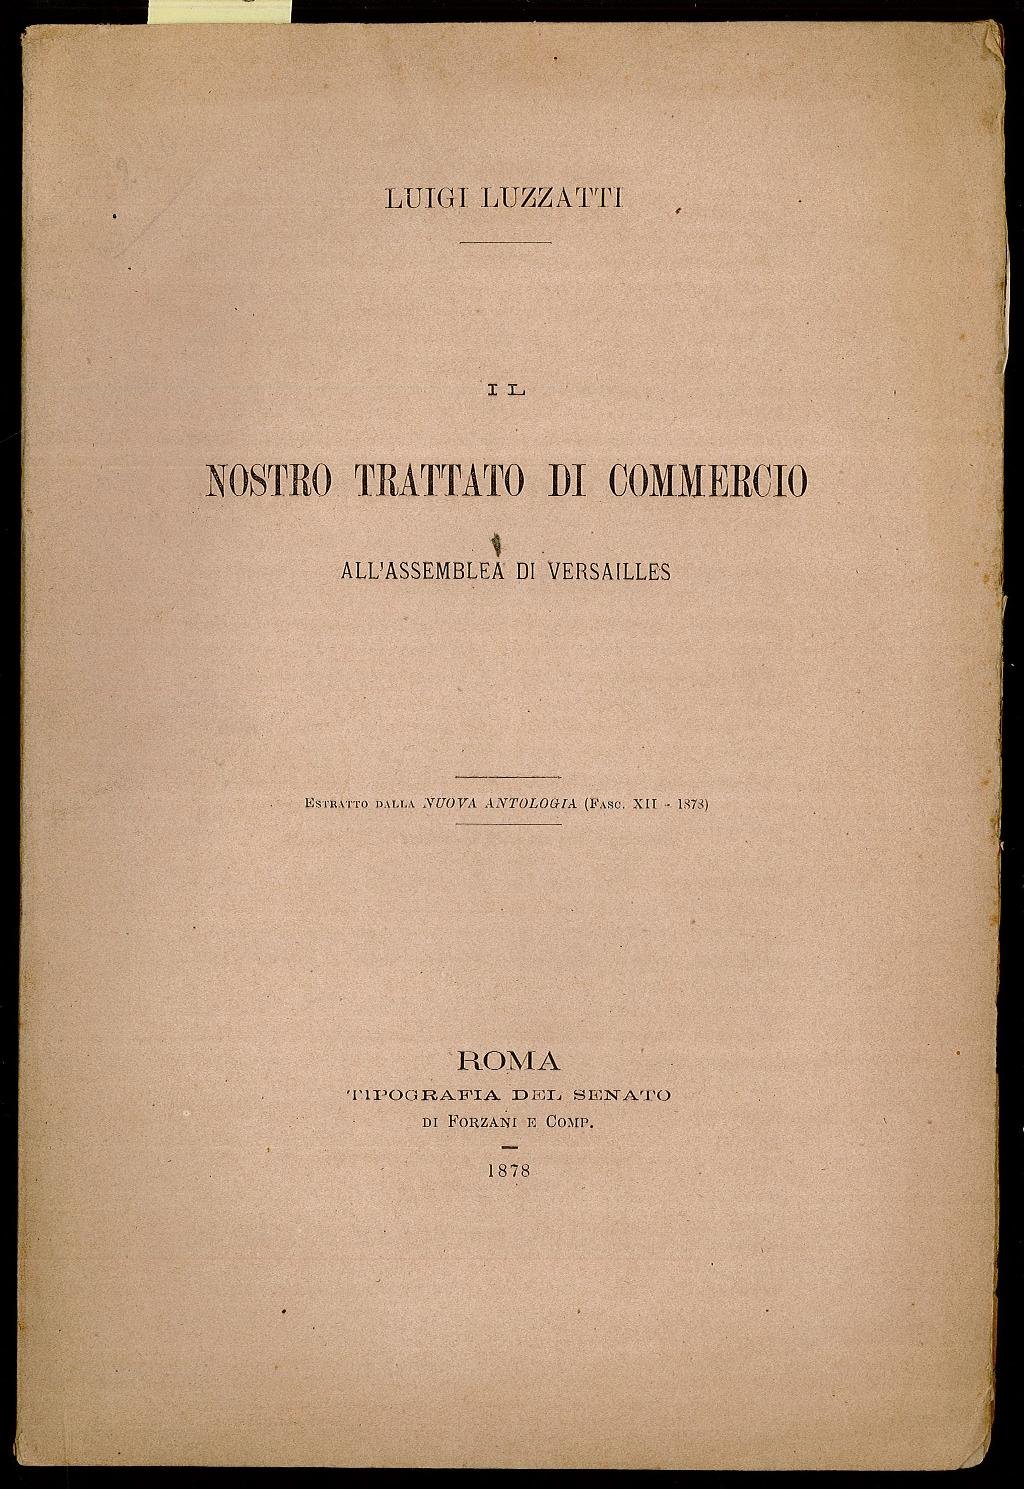 LUIGI LUZZATTI
IL
NOSTRO TRATTATO DI COMMERCIO
ALL'ASSEMBLEA DI VERSAILLES
ESTRATTO DALLA NUOVA ANTOLOGIA (FASC. XII - 1878)
ROMA
TIPOGRAFIA DEL SENATO
DI FORZANI E COMP.
1878